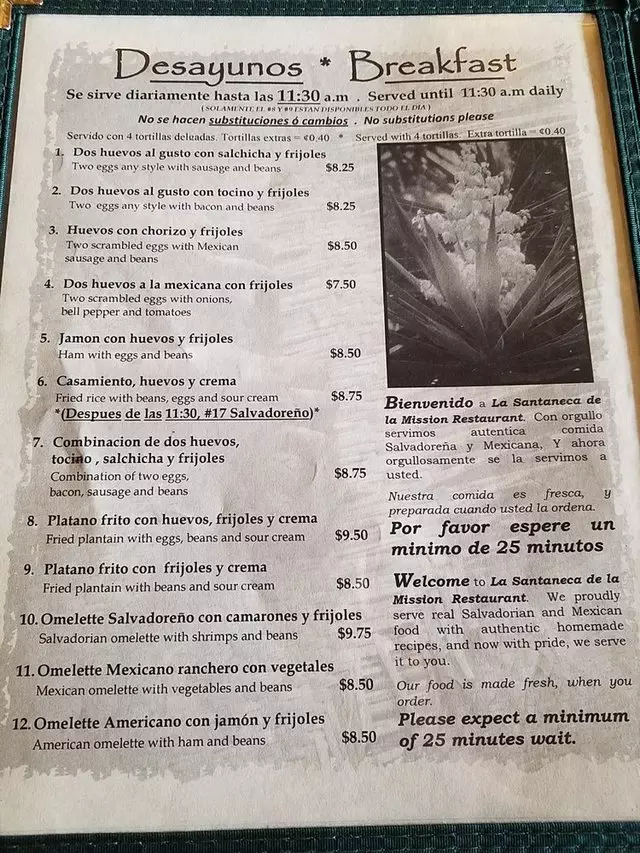 Desayunos * Breakfast
Se sirve diariamente hasta las 11:30 a.m . Served until 11:30 a.m daily
( SOLAMENTE EL #8 Y #9 ESTAN DISPONIBLES TODO EL DIA )
No se hacen substituciones ó cambios . No substitutions please
Servido con 4 tortillas delgadas. Tortillas extras = ¢0.40 * Served with 4 tortillas. Extra tortilla = ¢0.40
1. Dos huevos al gusto con salchicha y frijoles
Two eggs any style with sausage and beans $8.25
2. Dos huevos al gusto con tocino y frijoles
Two eggs any style with bacon and beans $8.25
3. Huevos con chorizo y frijoles
Two scrambled eggs with Mexican $8.50
sausage and beans
4. Dos huevos a la mexicana con frijoles $7.50
Two scrambled eggs with onions,
bell pepper and tomatoes
5. Jamon con huevos y frijoles
Ham with eggs and beans $8.50
6. Casamiento, huevos y crema
Fried rice with beans, eggs and sour cream $8.75
*(Despues de las 11:30, #17 Salvadoreño)*
7. Combinacion de dos huevos,
tocino , salchicha y frijoles
Combination of two eggs, $8.75
bacon, sausage and beans
8. Platano frito con huevos, frijoles y crema
Fried plantain with eggs, beans and sour cream $9.50
9. Platano frito con frijoles y crema
Fried plantain with beans and sour cream $8.50
10. Omelette Salvadoreño con camarones y frijoles
Salvadorian omelette with shrimps and beans $9.75
11. Omelette Mexicano ranchero con vegetales
Mexican omelette with vegetables and beans $8.50
12. Omelette Americano con jamón y frijoles
American omelette with ham and beans $8.50
Bienvenido a La Santaneca de
la Mission Restaurant. Con orgullo
servimos autentica comida
Salvadoreña y Mexicana, Y ahora
orgullosamente se la servimos a
usted.
Nuestra comida es fresca, y
preparada cuando usted la ordena.
Por favor espere un
minimo de 25 minutos
Welcome to La Santaneca de la
Mission Restaurant. We proudly
serve real Salvadorian and Mexican
food with authentic homemade
recipes, and now with pride, we serve
it to you.
Our food is made fresh, when you
order.
Please expect a minimum
of 25 minutes wait.